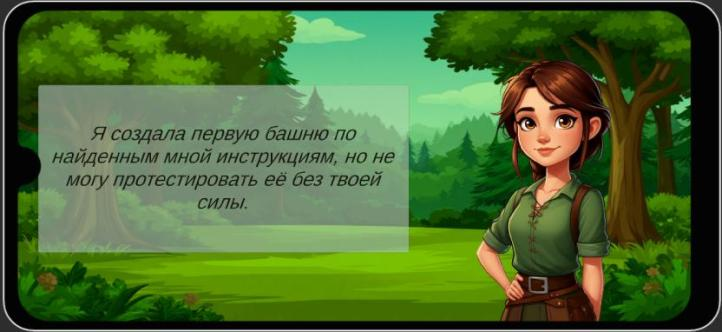 Я создала первую башню по
найденным мной инструкциям, но не
могу протестировать её без твоей
силы.